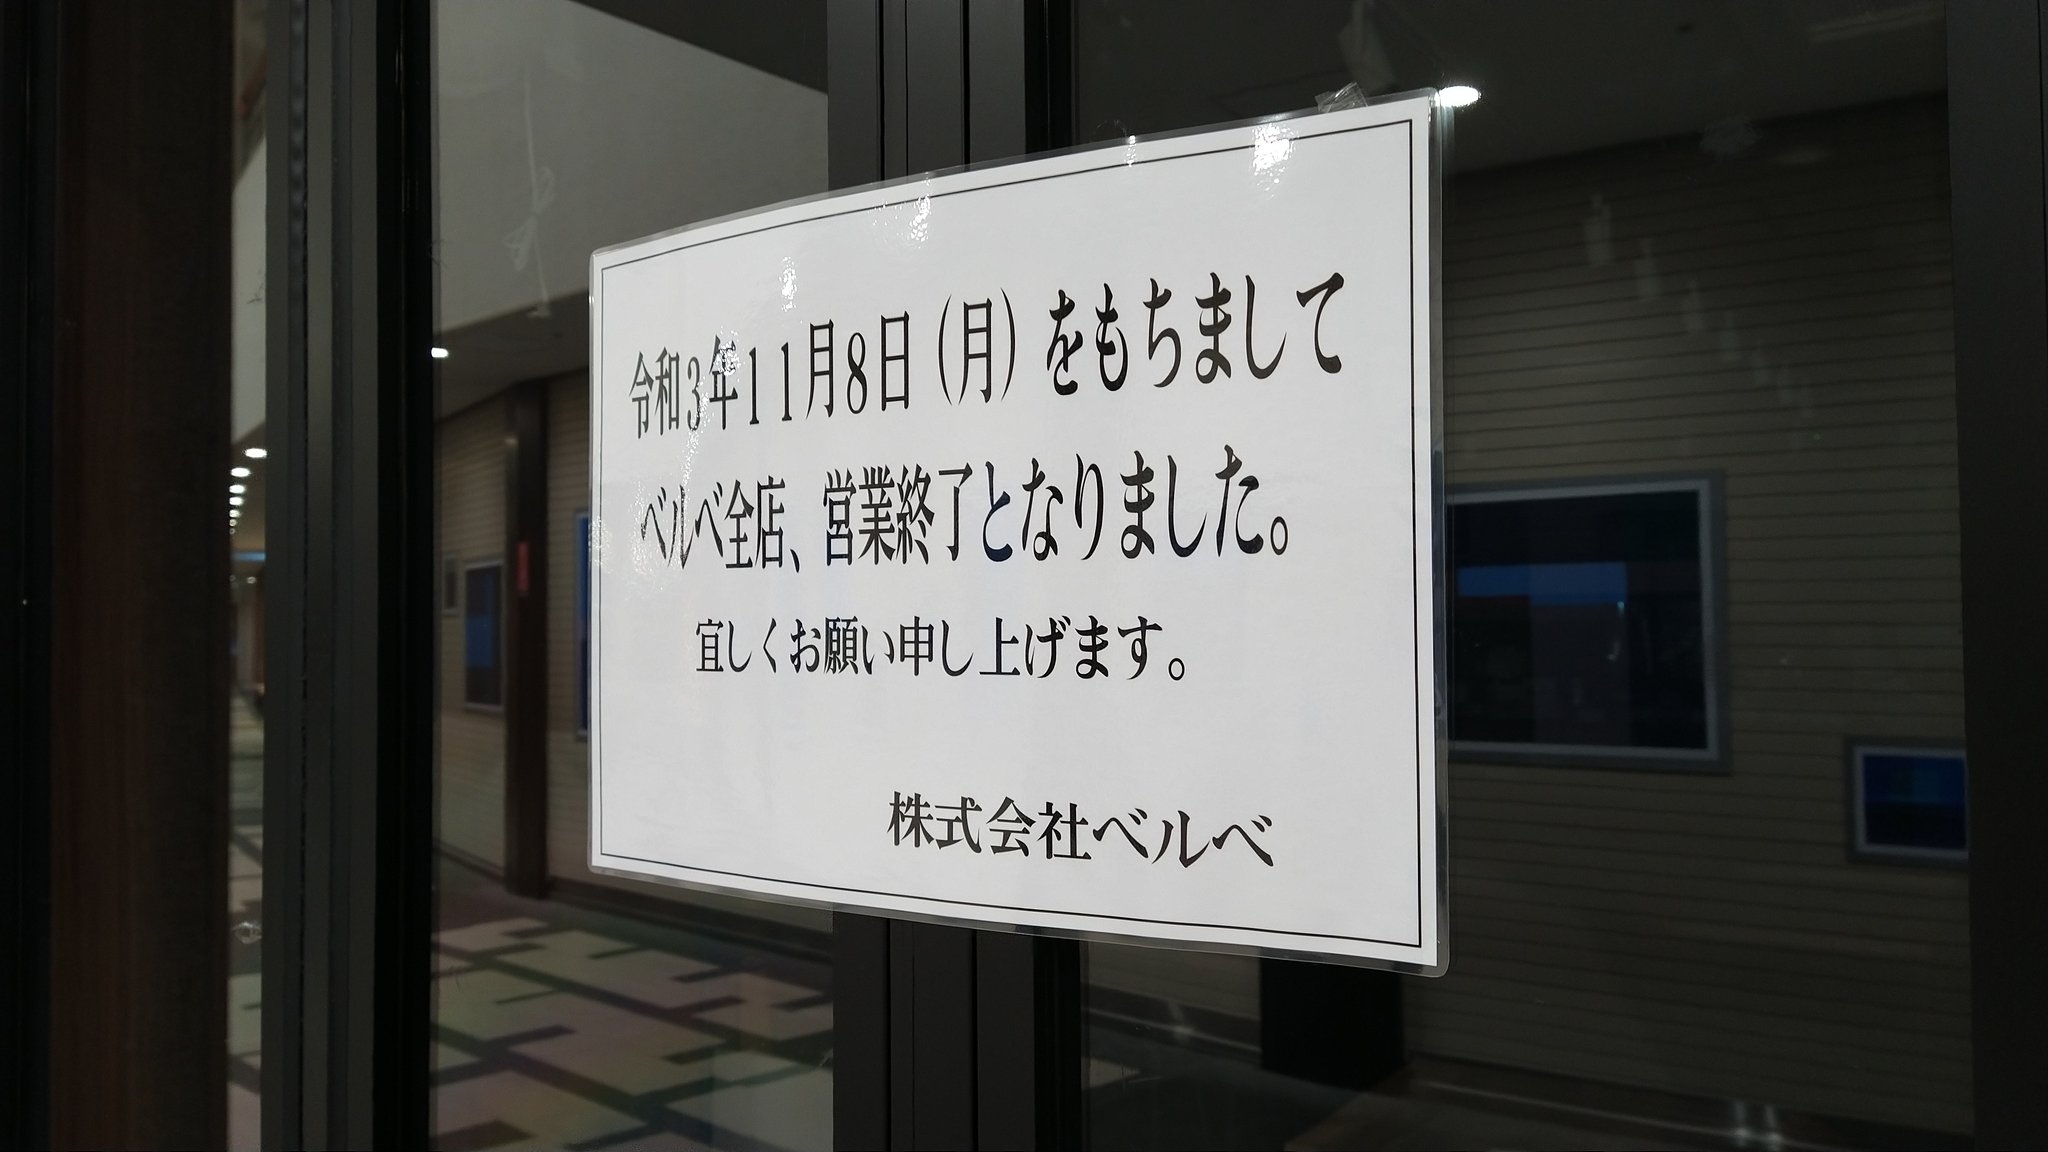 令和3年11月8日（月）をもちまして
ベルベ全店、営業終了となりました。
宜しくお願い申し上げます。
株式会社ベルベ